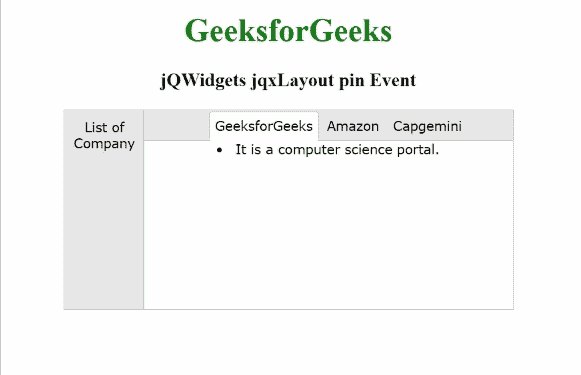 GeeksforGeeks
jQWidgets jqxLayout pin Event
List of
Company
GeeksforGeeks Amazon Capgemini
• It is a computer science portal.